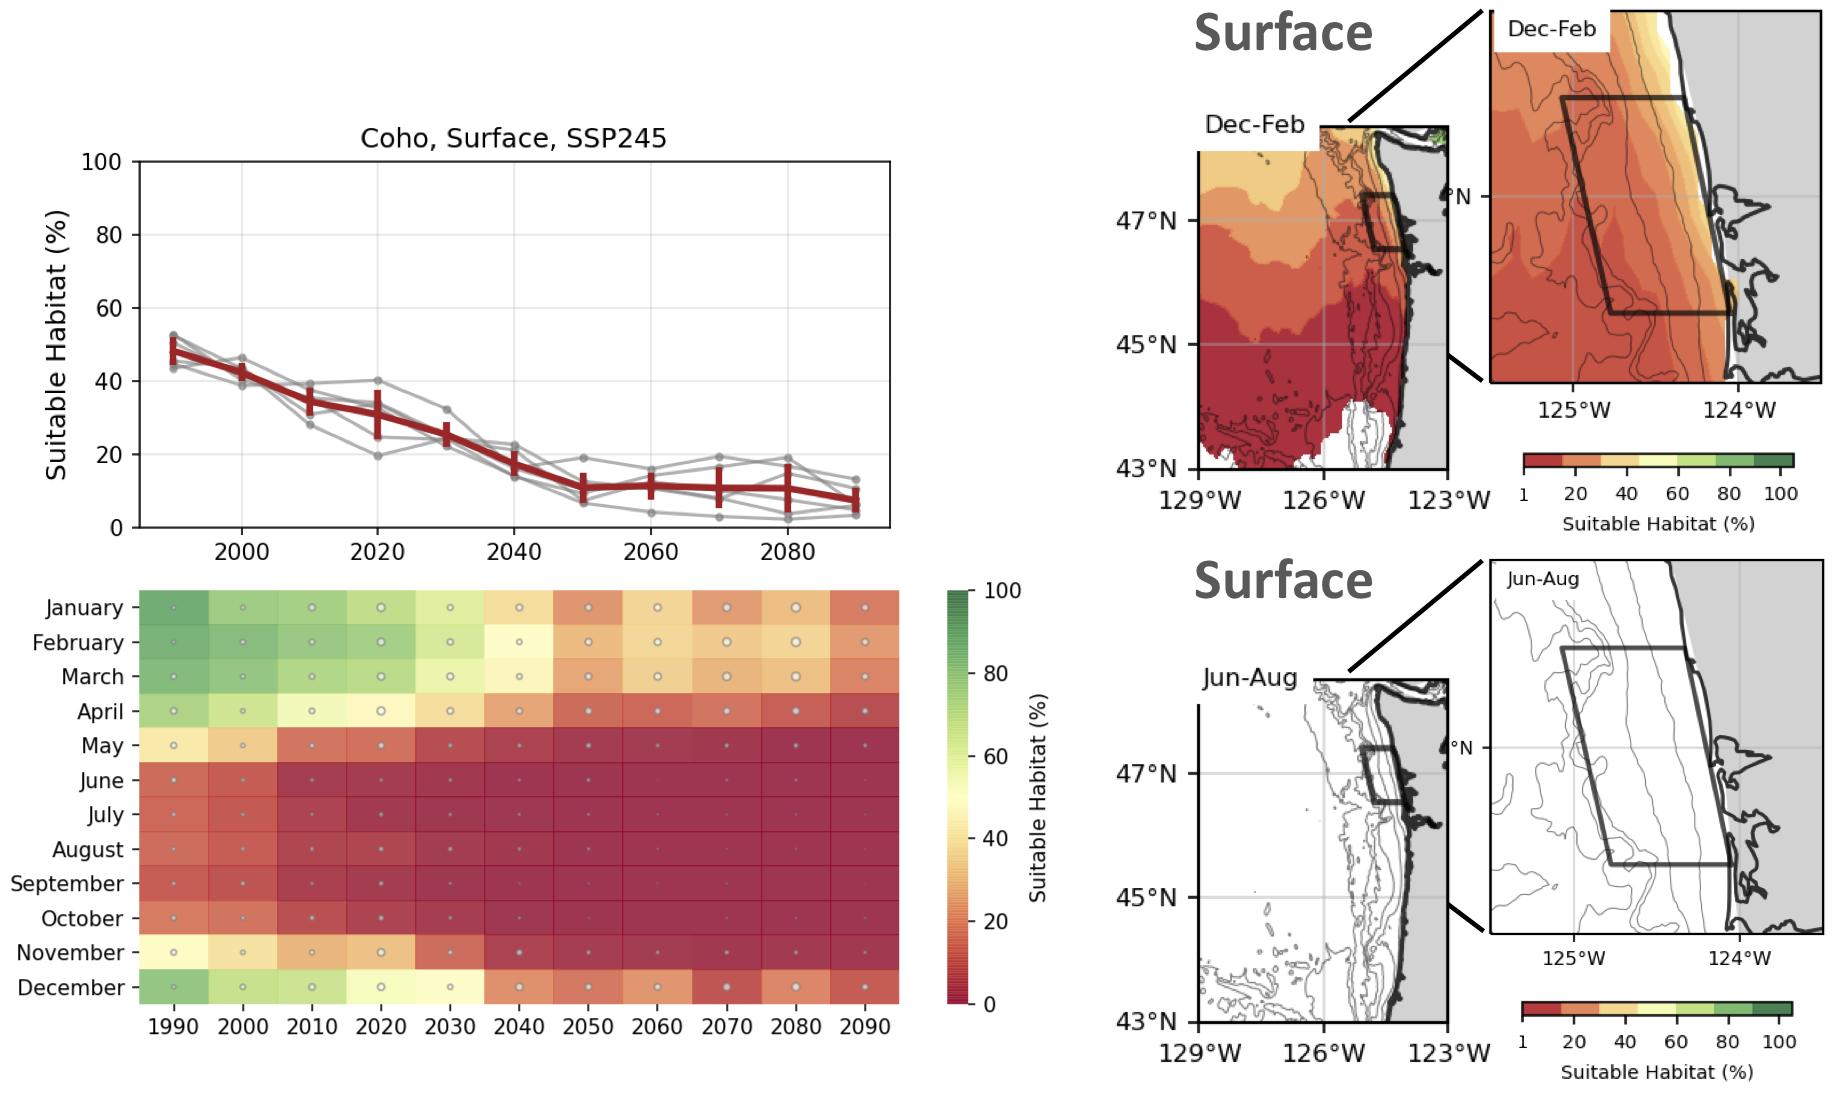 Coho, Surface, SSP245
Suitable Habitat (%)
100
80
60
40
20
0
2000
2020
2040
2060
2080
January
February
March
April
May
June
July
August
September
October
November
December
1990
2000
2010
2020
2030
2040
2050
2060
2070
2080
2090
100
80
60
40
20
0
Suitable Habitat (%)
Surface
Dec-Feb
47°N
45°N
43°N
129°W
126°W
123°W
Dec-Feb
°N
125°W
124°W
1
20
40
60
80
100
Suitable Habitat (%)
Surface
Jun-Aug
47°N
45°N
43°N
129°W
126°W
123°W
Jun-Aug
°N
125°W
124°W
1
20
40
60
80
100
Suitable Habitat (%)